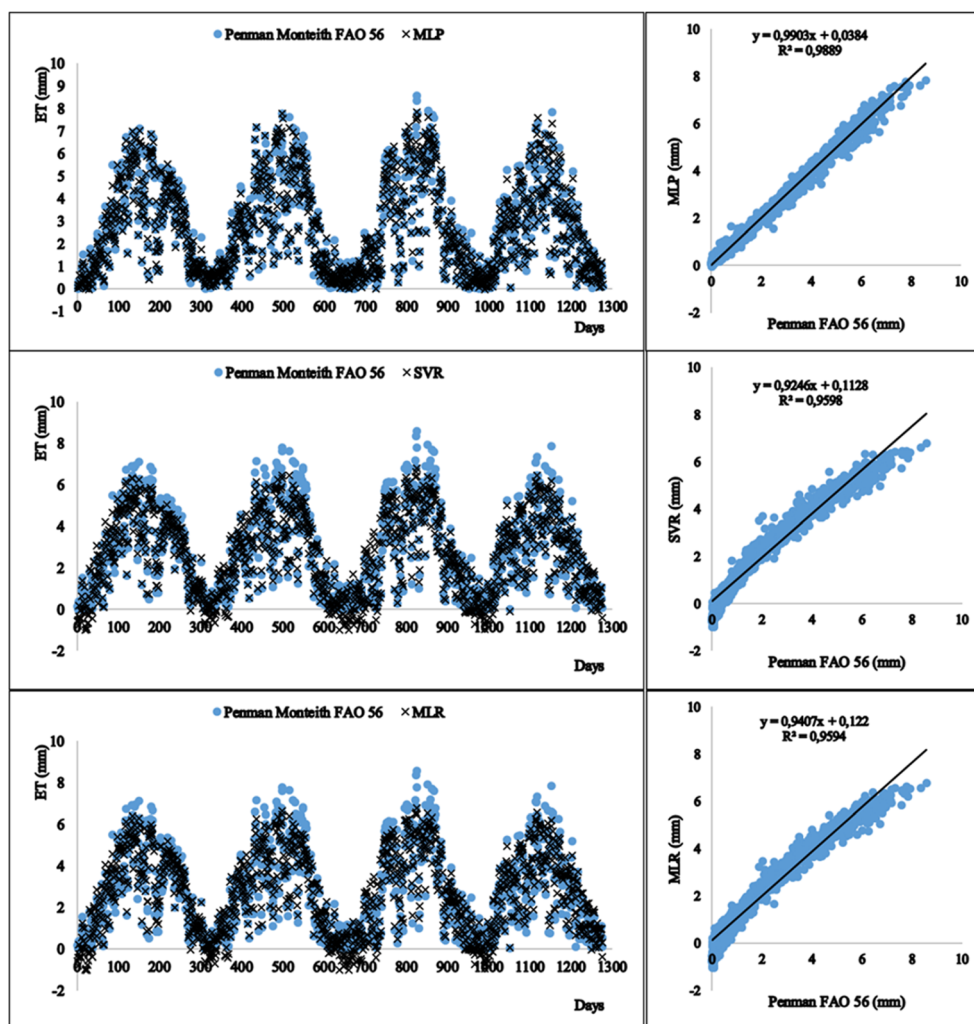 Penman Monteith FAO 56 MLP
ET (mm)
10
9
8
7
6
5
4
3
2
1
0
-1
0 100 200 300 400 500 600 700 800 900 1000 1100 1200 1300
Days
y = 0,9903x + 0,0384
R² = 0,9889
MLP (mm)
10
8
6
4
2
0
-2
0 2 4 6 8 10
Penman FAO 56 (mm)
Penman Monteith FAO 56 SVR
ET (mm)
10
8
6
4
2
0
-2
0 100 200 300 400 500 600 700 800 900 1000 1100 1200 1300
Days
y = 0,9246x + 0,1128
R² = 0,9598
SVR (mm)
10
8
6
4
2
0
-2
0 2 4 6 8 10
Penman FAO 56 (mm)
Penman Monteith FAO 56 MLR
ET (mm)
10
8
6
4
2
0
-2
0 100 200 300 400 500 600 700 800 900 1000 1100 1200 1300
Days
y = 0,9407x + 0,122
R² = 0,9594
MLR (mm)
10
8
6
4
2
0
-2
0 2 4 6 8 10
Penman FAO 56 (mm)